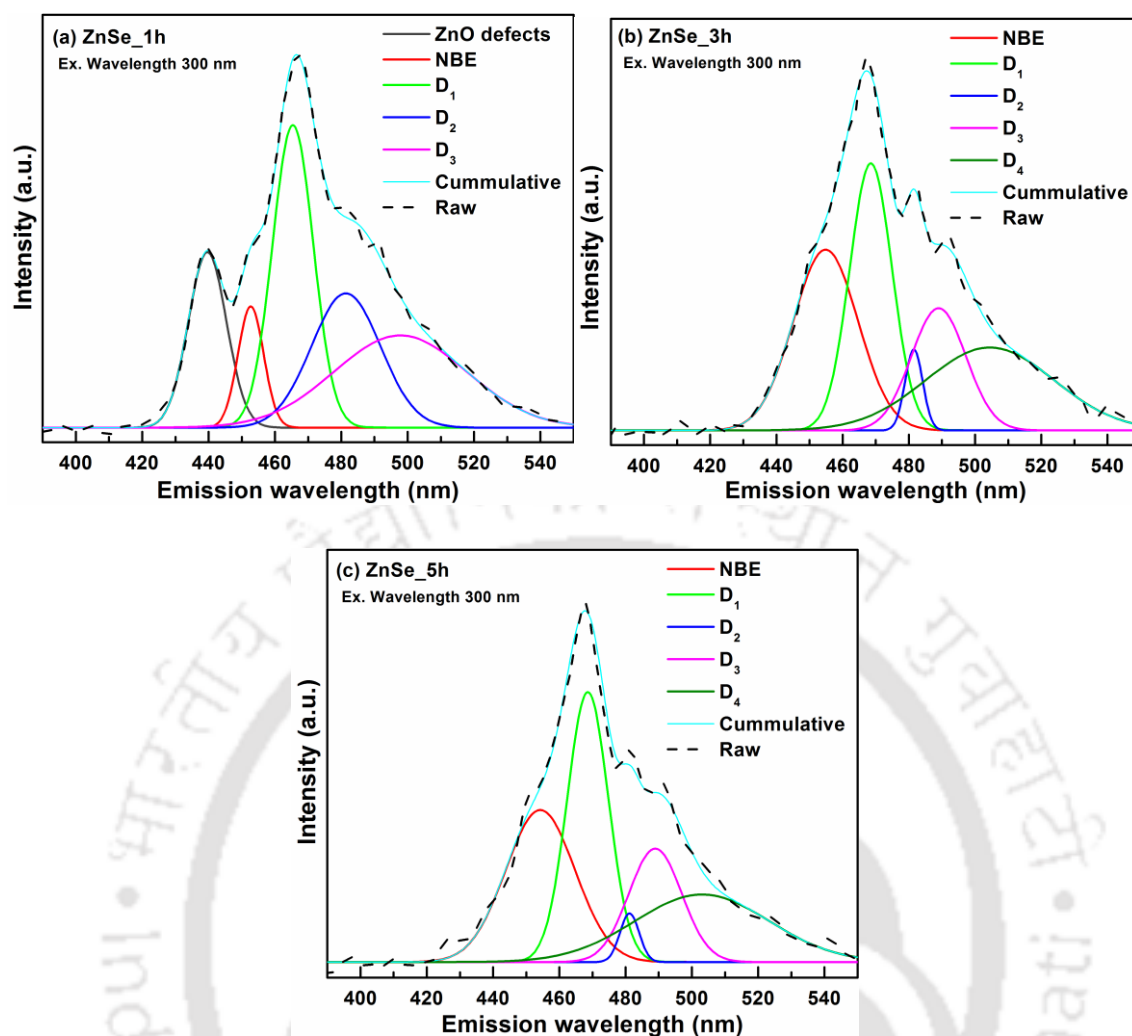 (a) ZnSe_1h
Ex. Wavelength 300 nm
ZnO defects
NBE
D1
D2
D3
Cummulative
Raw
Intensity (a.u.)
400 420 440 460 480 500 520 540
Emission wavelength (nm)
(b) ZnSe_3h
Ex. Wavelength 300 nm
NBE
D1
D2
D3
D4
Cummulative
Raw
Intensity (a.u.)
400 420 440 460 480 500 520 540
Emission wavelength (nm)
(c) ZnSe_5h
Ex. Wavelength 300 nm
NBE
D1
D2
D3
D4
Cummulative
Raw
Intensity (a.u.)
400 420 440 460 480 500 520 540
Emission wavelength (nm)
गुवाहाटी